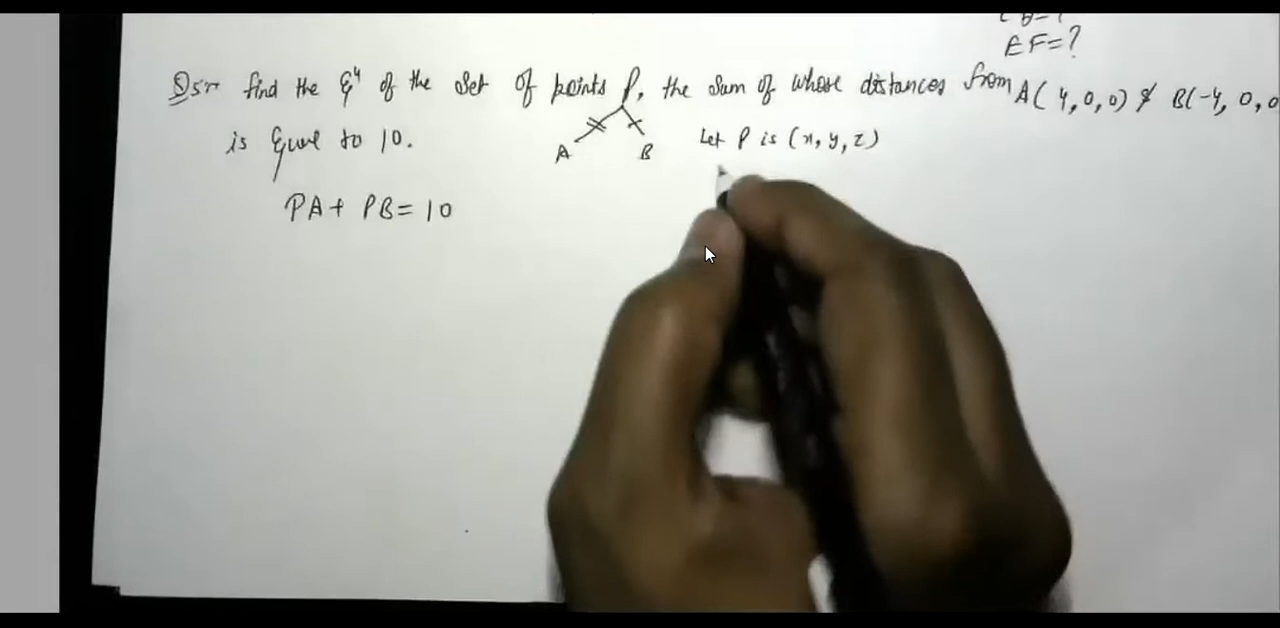 EF=?
Q5 find the Eq^n of the set of points P, the sum of whose distances from A(4,0,0) & B(-4,0,0
is Equal to 10.
A B
Let P is (x, y, z)
PA+ PB=10